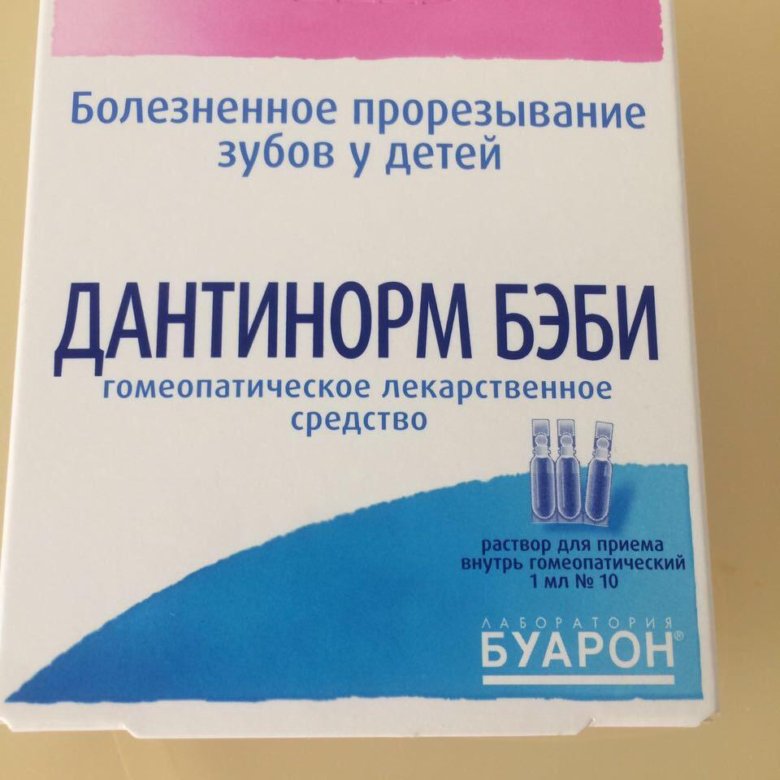 Болезненное прорезывание
зубов у детей
ДАНТИНОРМ БЭБИ
гомеопатическое лекарственное
средство
раствор для приема
внутрь гомеопатический
1 мл № 10
ЛАБОРАТОРИЯ
БУАРОН®